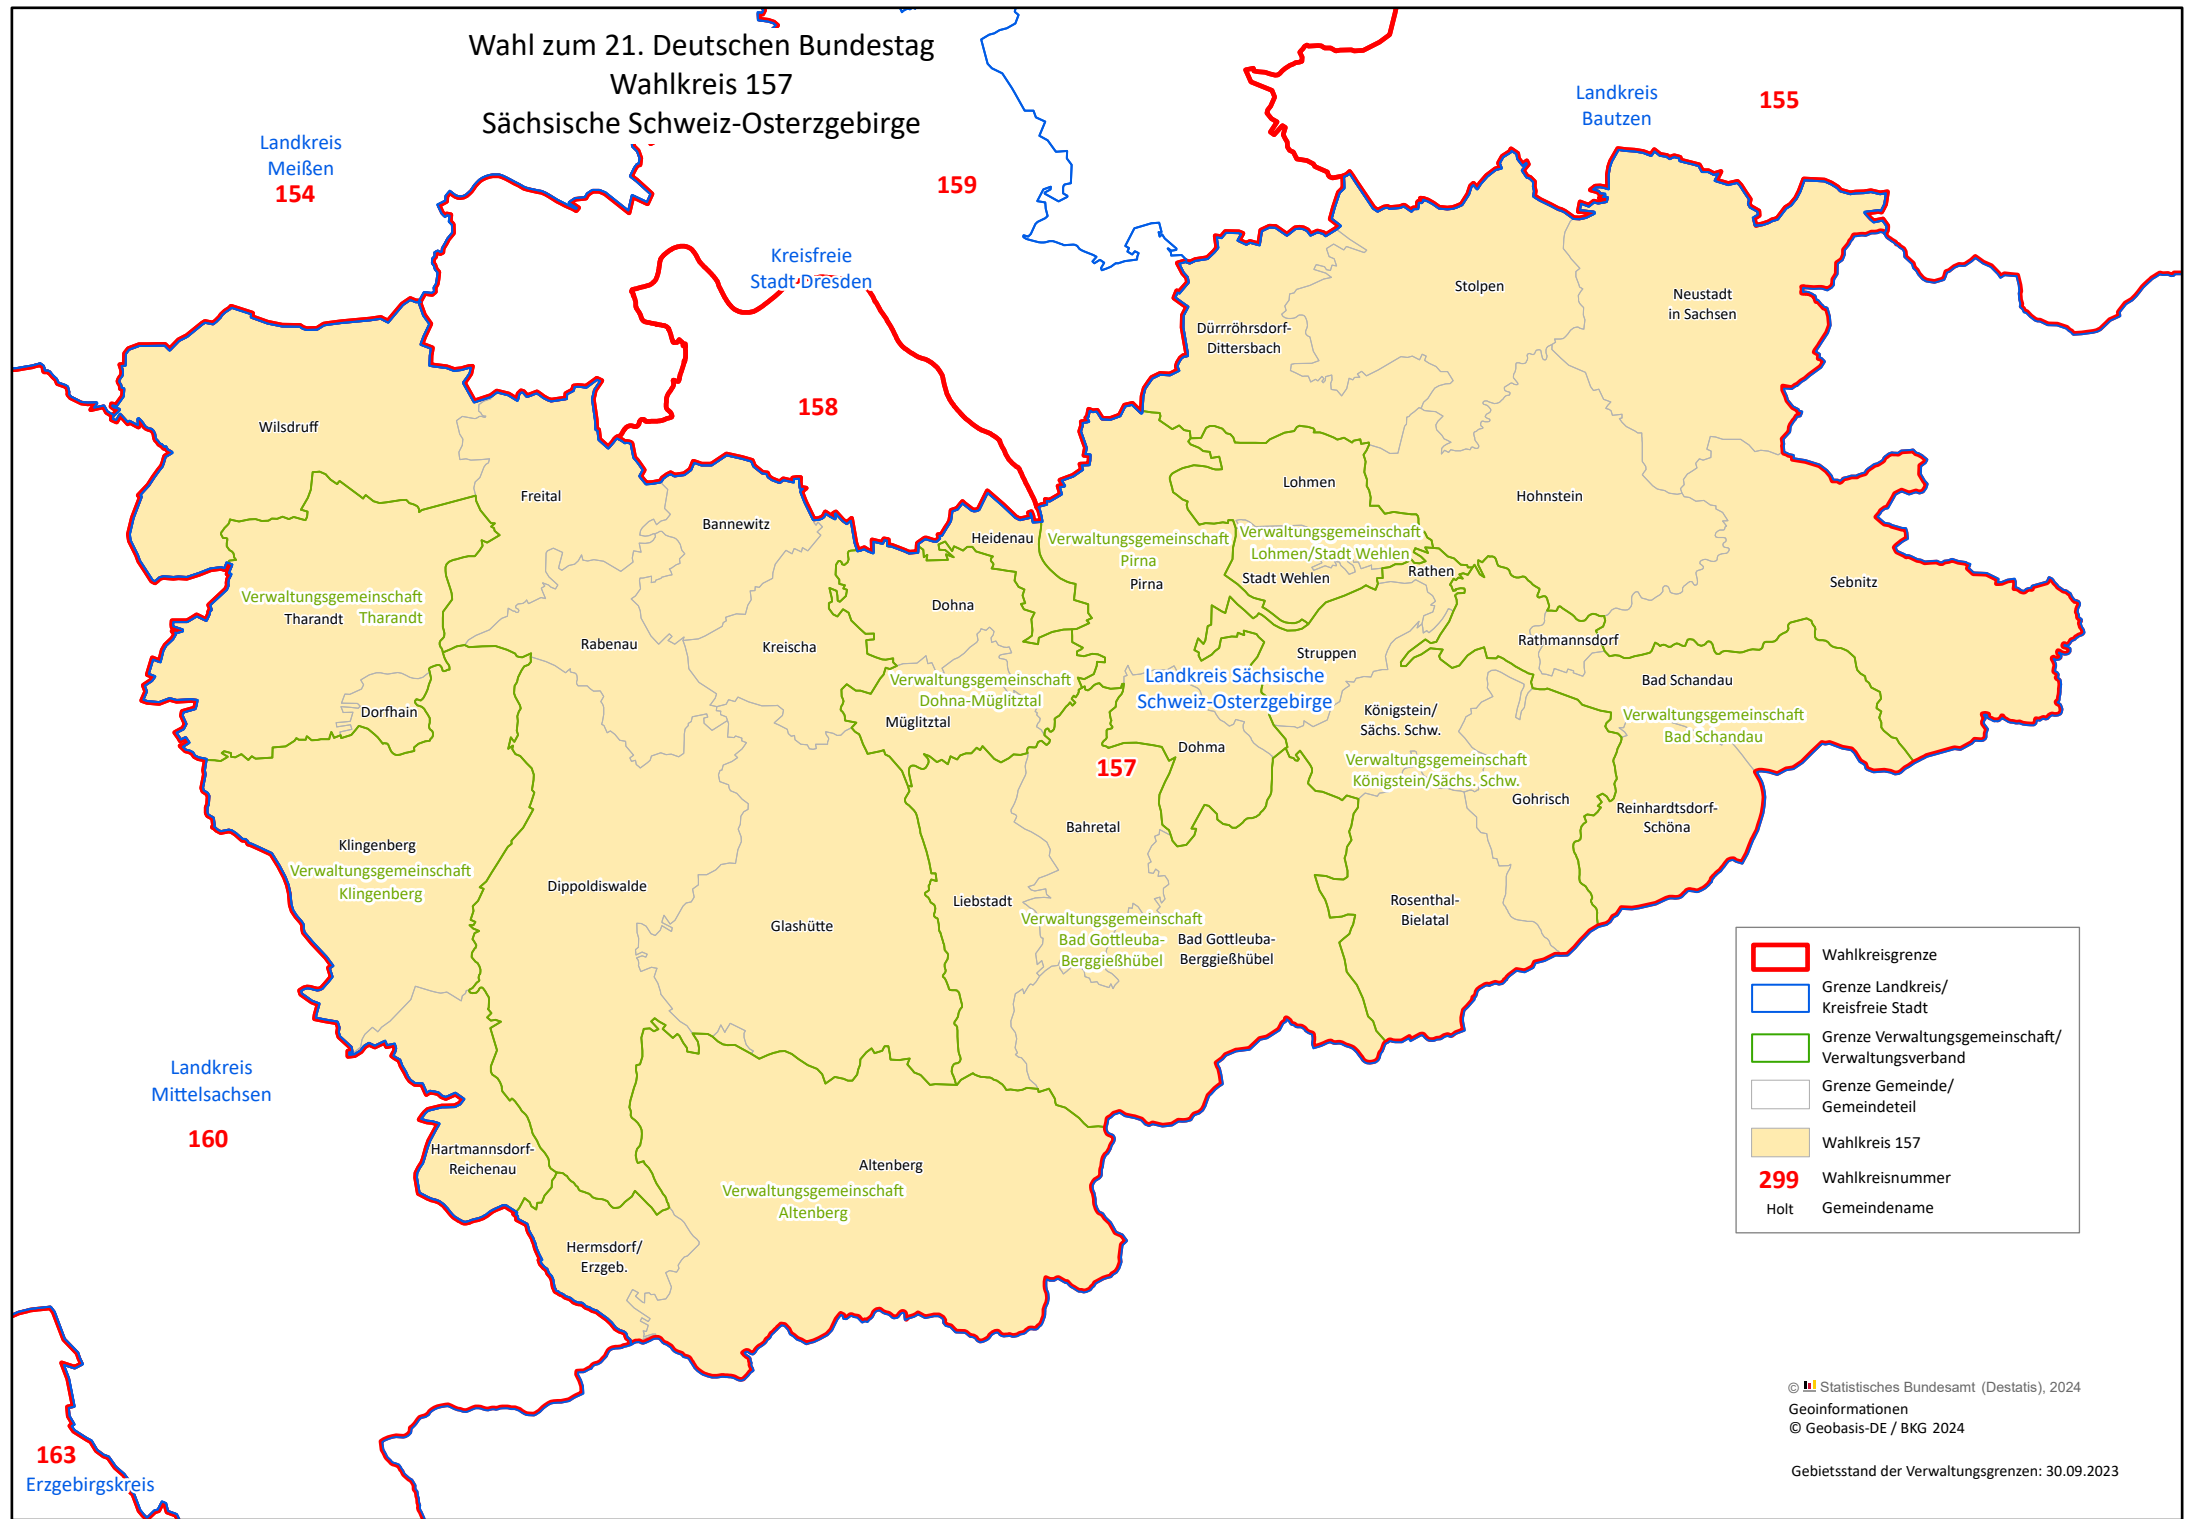 Wahl zum 21. Deutschen Bundestag
Wahlkreis 157
Sächsische Schweiz-Osterzgebirge
Landkreis
Meißen
154
159
Landkreis
Bautzen
155
Kreisfreie
Stadt Dresden
158
Stolpen
Neustadt
in Sachsen
Dürrröhrsdorf-
Dittersbach
Wilsdruff
Freital
Bannewitz
Heidenau
Verwaltungsgemeinschaft
Pirna
Pirna
Lohmen
Verwaltungsgemeinschaft
Lohmen/Stadt Wehlen
Stadt Wehlen
Rathen
Hohnstein
Sebnitz
Verwaltungsgemeinschaft
Tharandt
Tharandt
Dohna
Rabenau
Kreischa
Struppen
Rathmannsdorf
Verwaltungsgemeinschaft
Dohna-Müglitztal
Müglitztal
Landkreis Sächsische
Schweiz-Osterzgebirge
Bad Schandau
Verwaltungsgemeinschaft
Bad Schandau
Dorfhain
Königstein/
Sächs. Schw.
Verwaltungsgemeinschaft
Königstein/Sächs. Schw.
Dohma
157
Gohrisch
Reinhardtsdorf-
Schöna
Bahretal
Klingenberg
Verwaltungsgemeinschaft
Klingenberg
Dippoldiswalde
Glashütte
Liebstadt
Verwaltungsgemeinschaft
Bad Gottleuba-
Berggießhübel
Bad Gottleuba-
Berggießhübel
Rosenthal-
Bielatal
Landkreis
Mittelsachsen
160
Hartmannsdorf-
Reichenau
Altenberg
Verwaltungsgemeinschaft
Altenberg
Hermsdorf/
Erzgeb.
163
Erzgebirgskreis
Wahlkreisgrenze
Grenze Landkreis/
Kreisfreie Stadt
Grenze Verwaltungsgemeinschaft/
Verwaltungsverband
Grenze Gemeinde/
Gemeindeteil
Wahlkreis 157
299 Wahlkreisnummer
Holt Gemeindename
© Statistisches Bundesamt (Destatis), 2024
Geoinformationen
© Geobasis-DE / BKG 2024
Gebietsstand der Verwaltungsgrenzen: 30.09.2023